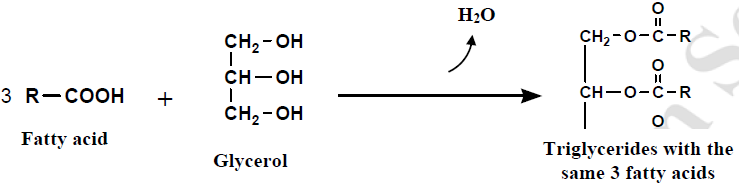 3 R—COOH
Fatty acid
+
CH2-OH
CH—OH
CH2-OH
Glycerol
H2O
O
CH2-O-C-R
O
CH—O-C-R
O
O
Triglycerides with the
same 3 fatty acids